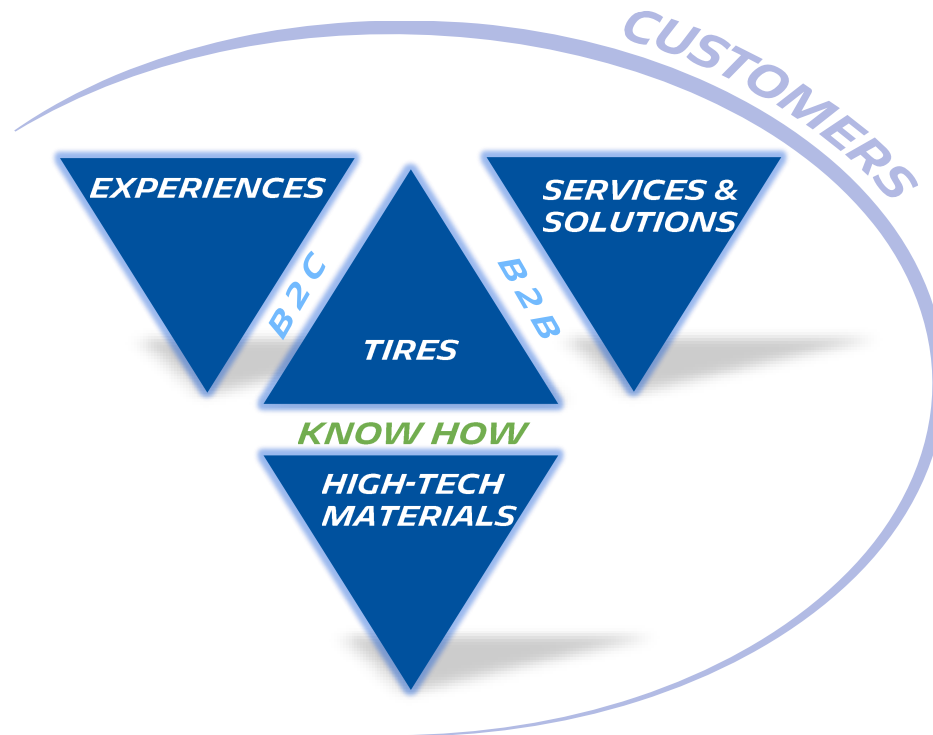 CUSTOMERS
EXPERIENCES
SERVICES &
SOLUTIONS
B2C
B2B
TIRES
KNOW HOW
HIGH-TECH
MATERIALS